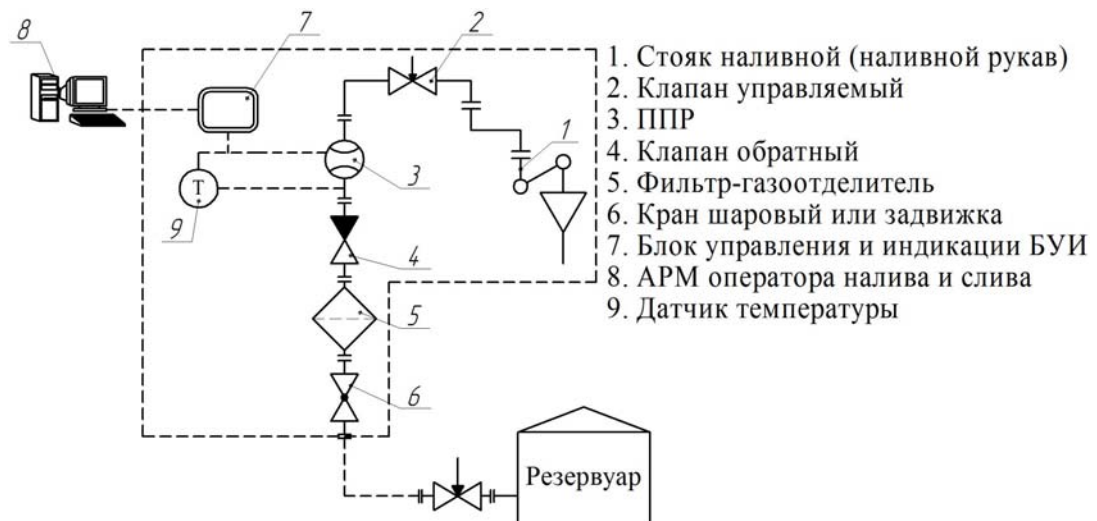 8
7
2
1. Стояк наливной (наливной рукав)
2. Клапан управляемый
3. ППР
4. Клапан обратный
5. Фильтр-газоотделитель
6. Кран шаровый или задвижка
7. Блок управления и индикации БУИ
8. АРМ оператора налива и слива
9. Датчик температуры
1
3
T
9
4
5
6
Резервуар